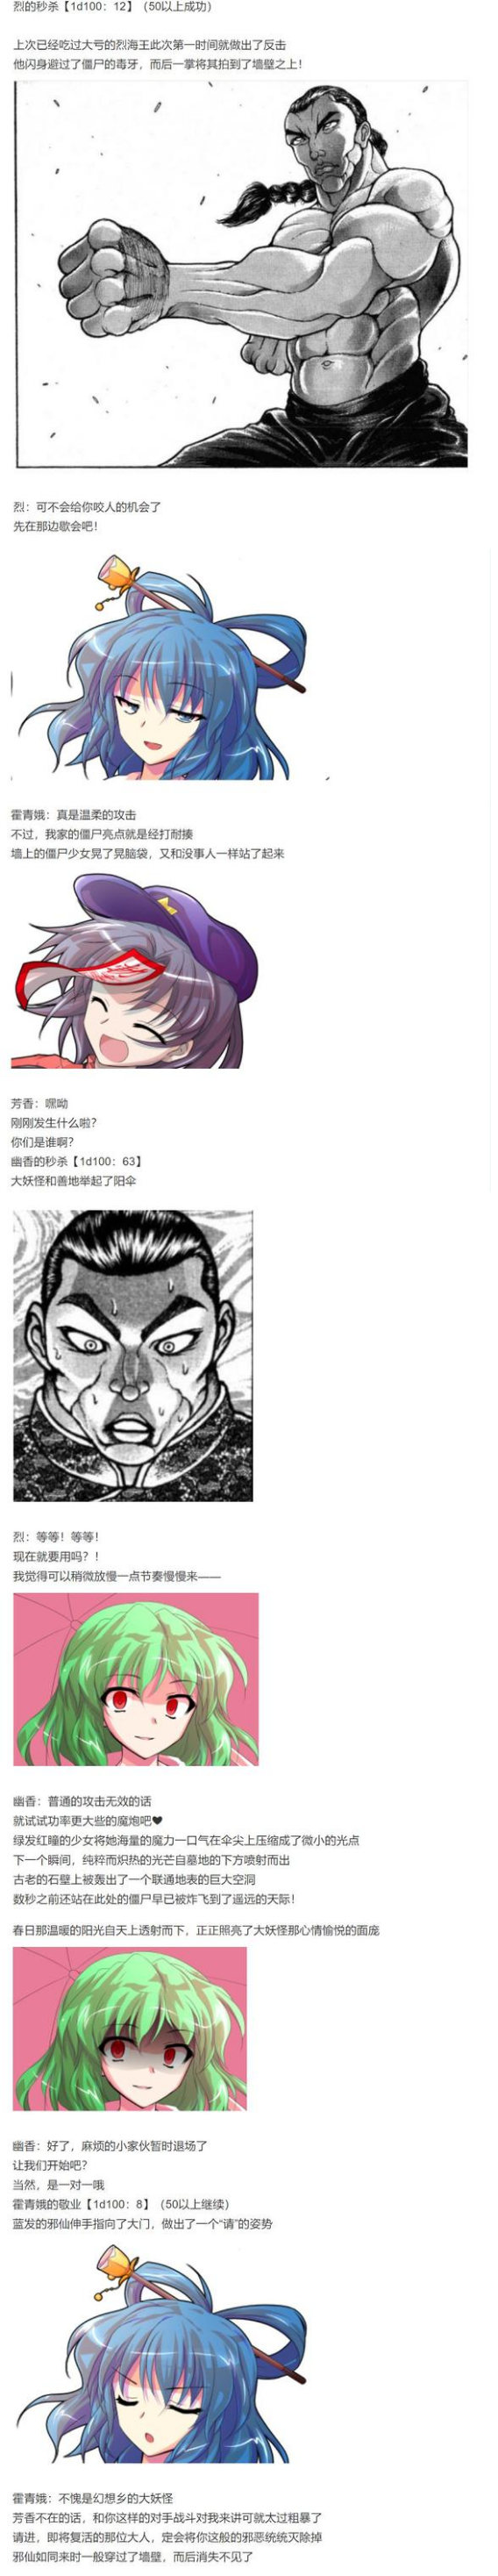 烈的秒杀【1d100：12】（50以上成功）
上次已经吃过大亏的烈海王此次第一时间就做出了反击
他闪身避过了僵尸的毒牙，而后一掌将其拍到了墙壁之上！
烈：可不会给你咬人的机会了
先在那边歇会吧！
霍青娥：真是温柔的攻击
不过，我家的僵尸亮点就是经打耐揍
墙上的僵尸少女晃了晃脑袋，又和没事人一样站了起来
芳香：嘿呦
刚刚发生什么啦？
你们是谁啊？
幽香的秒杀【1d100：63】
大妖怪和善地举起了阳伞
烈：等等！等等！
现在就要用吗？！
我觉得可以稍微放慢一点节奏慢慢来——
幽香：普通的攻击无效的话
就试试功率更大些的魔炮吧♥
绿发红瞳的少女将她海量的魔力一口气在伞尖上压缩成了微小的光点
下一个瞬间，纯粹而炽热的光芒自墓地的下方喷射而出
古老的石壁上被轰出了一个联通地表的巨大空洞
数秒之前还站在此处的僵尸早已被炸飞到了遥远的天际！
春日那温暖的阳光自天上透射而下，正正照亮了大妖怪那心情愉悦的面庞
幽香：好了，麻烦的小家伙暂时退场了
让我们开始吧？
当然，是一对一哦
霍青娥的敬业【1d100：8】（50以上继续）
蓝发的邪仙伸手指向了大门，做出了一个“请”的姿势
霍青娥：不愧是幻想乡的大妖怪
芳香不在的话，和你这样的对手战斗对我来讲可就太过粗暴了
请进，即将复活的那位大人，定会将你这般的邪恶统统灭除掉
邪仙如同来时一般穿过了墙壁，而后消失不见了